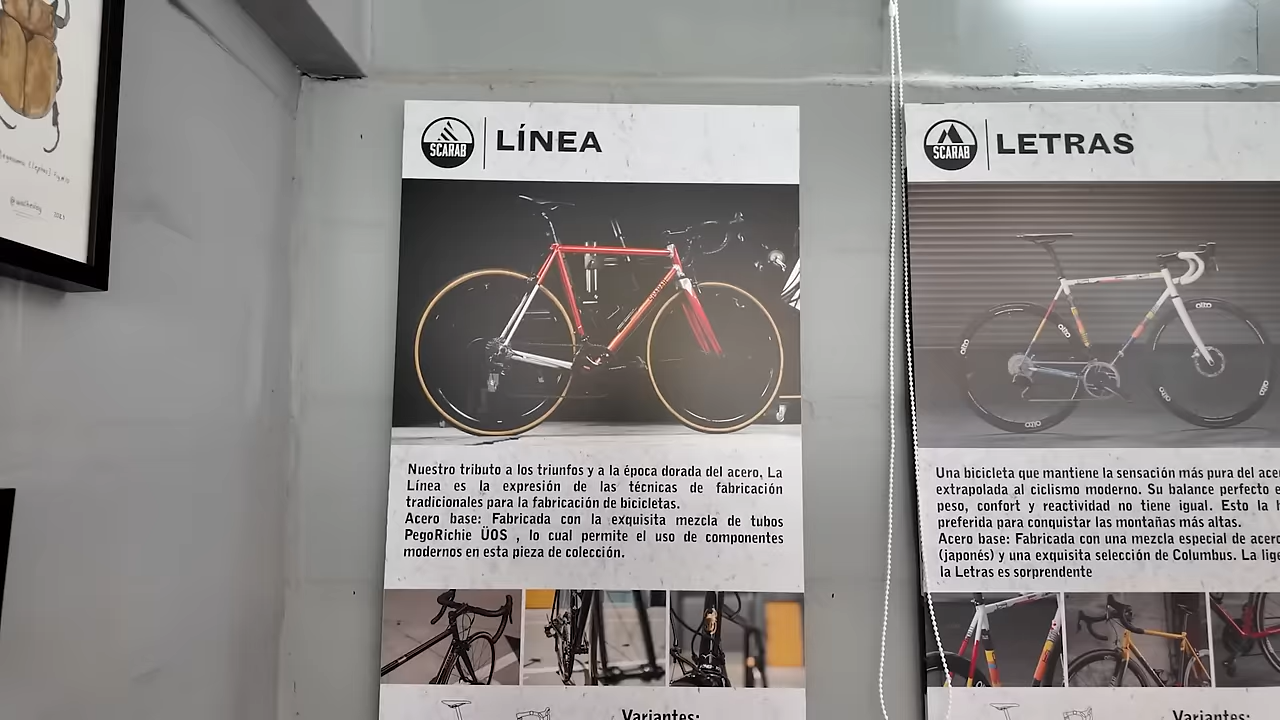 SCARAB
LÍNEA
Nuestro tributo a los triunfos y a la época dorada del acero, La
Línea es la expresión de las técnicas de fabricación
tradicionales para la fabricación de bicicletas.
Acero base: Fabricada con la exquisita mezcla de tubos
PegoRichie ÜOS , lo cual permite el uso de componentes
modernos en esta pieza de colección.
Variantes:
SCARAB
LETRAS
Una bicicleta que mantiene la sensación más pura del
extrapolada al ciclismo moderno. Su balance perfecto
peso, confort y reactividad no tiene igual. Esto la
preferida para conquistar las montañas más altas.
Acero base: Fabricada con una mezcla especial de
(japonés) y una exquisita selección de Columbus. La
la Letras es sorprendente
Variantes: